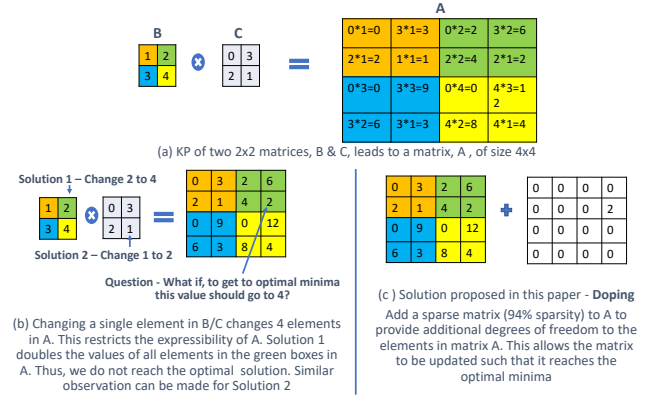 A
B C
1 2
3 4
⊗
0 3
2 1
=
0*1=0 3*1=3 0*2=2 3*2=6
2*1=2 1*1=1 2*2=4 2*1=2
0*3=0 3*3=9 0*4=0 4*3=1
2
3*2=6 3*1=3 4*2=8 4*1=4
(a) KP of two 2x2 matrices, B & C, leads to a matrix, A , of size 4x4
Solution 1 – Change 2 to 4
1 2
3 4
⊗
0 3
2 1
=
Solution 2 – Change 1 to 2
0 3 2 6
2 1 4 2
0 9 0 12
6 3 8 4
Question - What if, to get to optimal minima
this value should go to 4?
(b) Changing a single element in B/C changes 4 elements
in A. This restricts the expressibility of A. Solution 1
doubles the values of all elements in the green boxes in
A. Thus, we do not reach the optimal solution. Similar
observation can be made for Solution 2
0 3 2 6
2 1 4 2
0 9 0 12
6 3 8 4
+
0 0 0 0
0 0 0 2
0 0 0 0
0 0 0 0
(c ) Solution proposed in this paper - Doping
Add a sparse matrix (94% sparsity) to A to
provide additional degrees of freedom to the
elements in matrix A. This allows the matrix
to be updated such that it reaches the
optimal minima